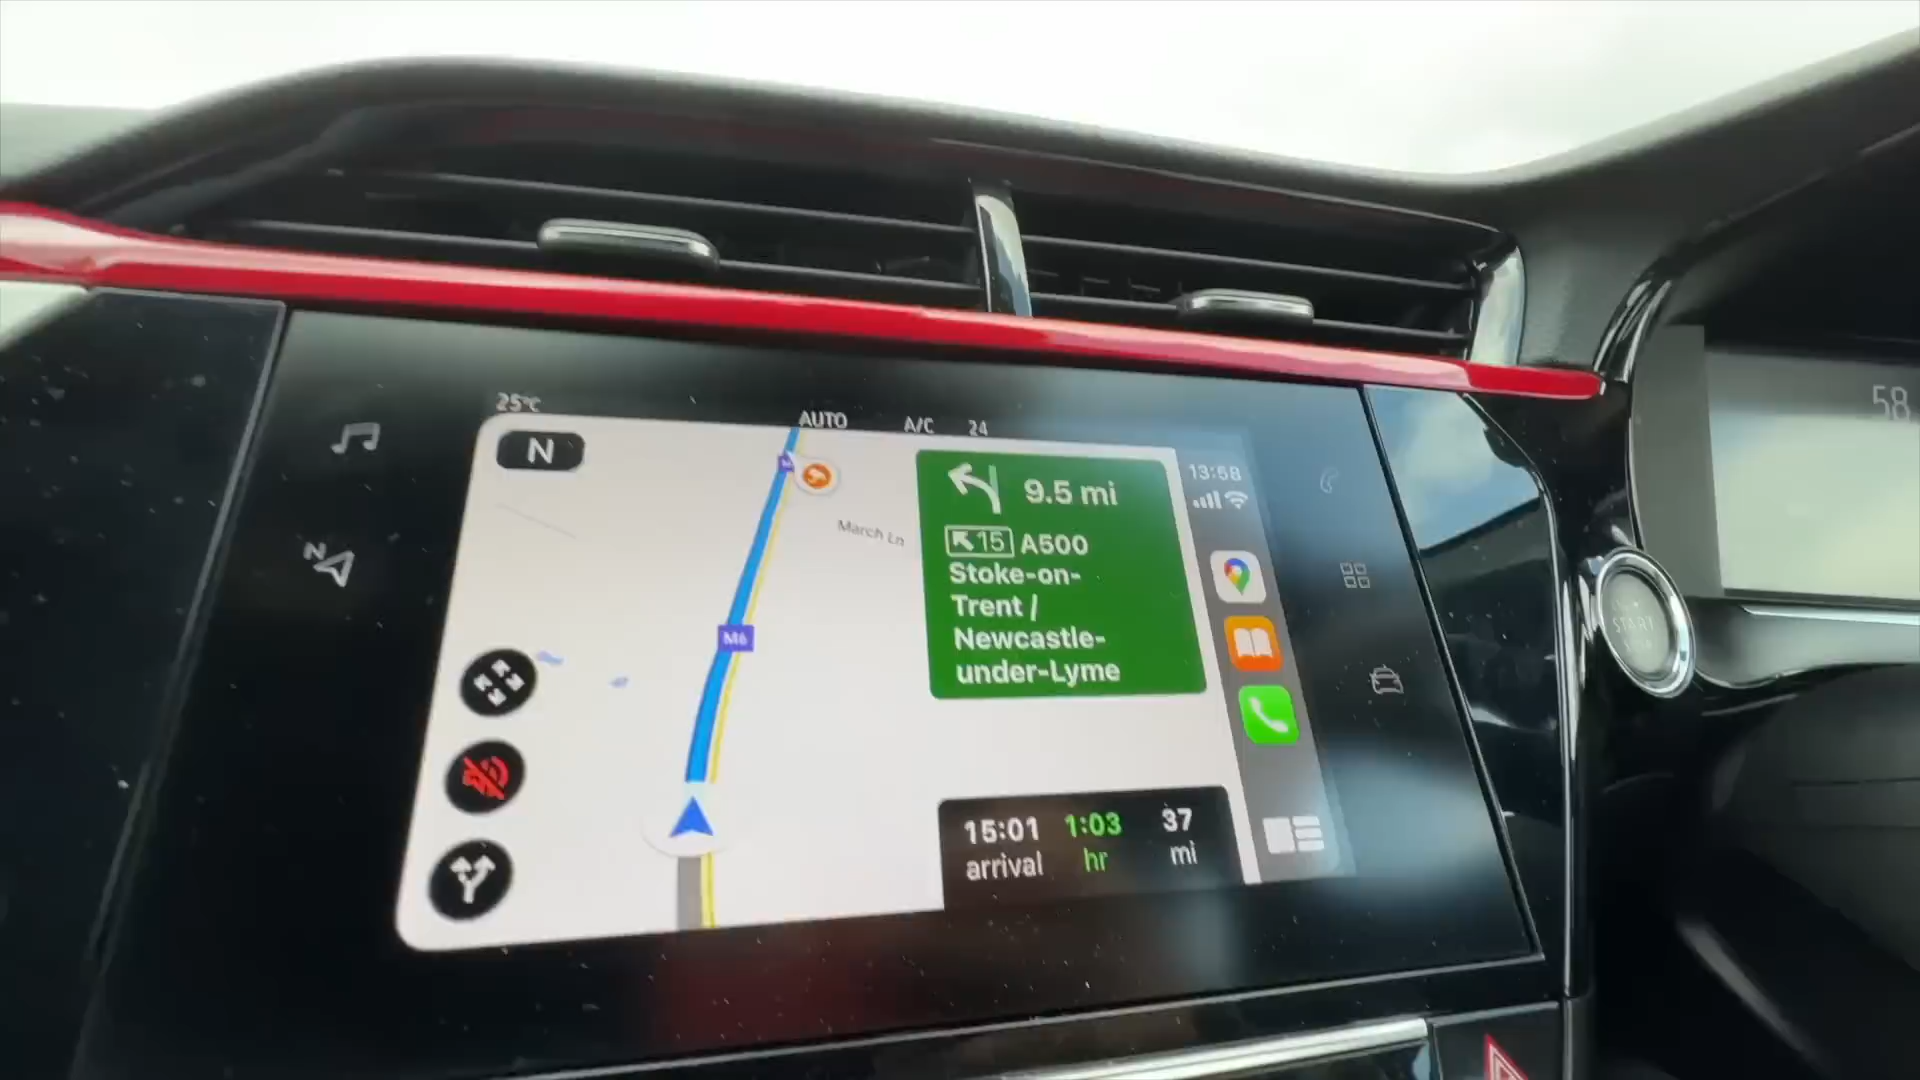 25°C
AUTO A/C 24
58
N
9.5 mi
15 A500
Stoke-on-
Trent /
Newcastle-
under-Lyme
13:58
March Ln
M6
N
START
15:01 1:03 37
arrival hr mi